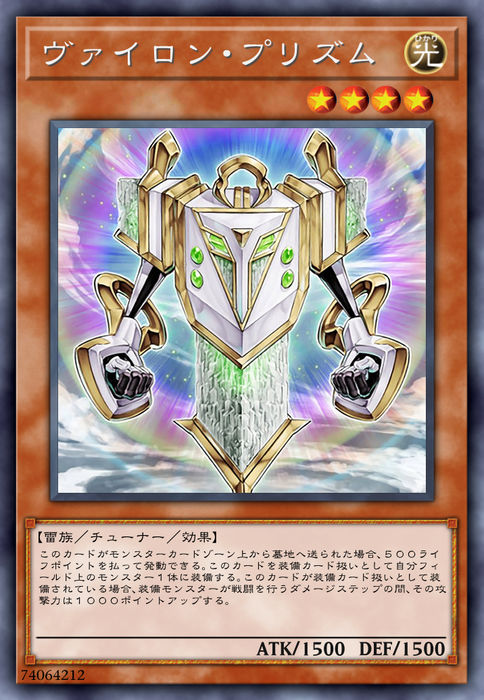 ヴァイロン・プリズム
ひかり
光
【雷族／チューナー／効果】
このカードがモンスターカードゾーン上から墓地へ送られた場合、５００ライ
フポイントを払って発動できる。このカードを装備カード扱いとして自分フィ
ールド上のモンスター１体に装備する。このカードが装備カード扱いとして装
備されている場合、装備モンスターが戦闘を行うダメージステップの間、その攻
撃力は１０００ポイントアップする。
ATK/1500 DEF/1500
74064212